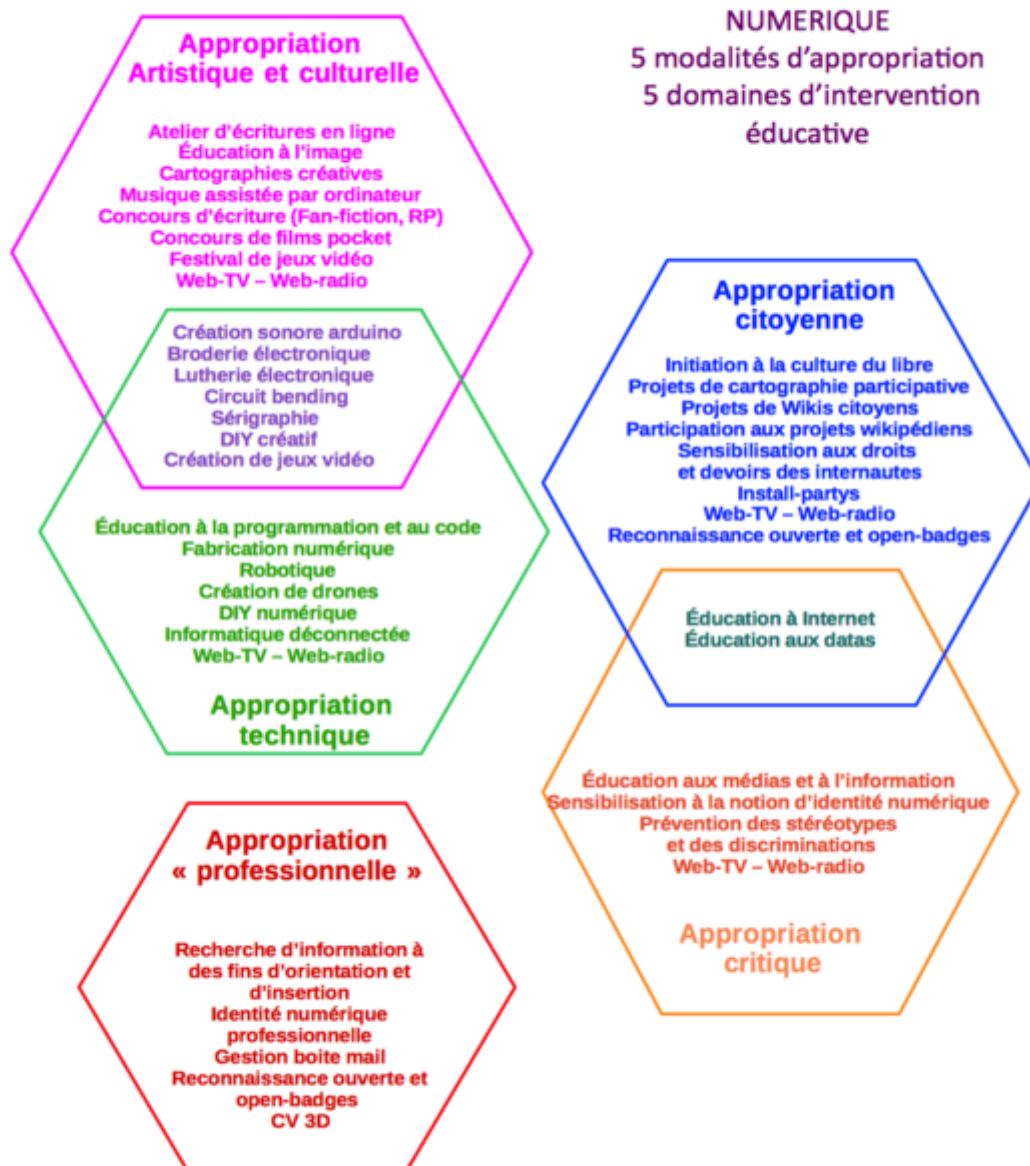 NUMERIQUE
5 modalités d'appropriation
5 domaines d'intervention
éducative
Appropriation
Artistique et culturelle
Atelier d'écritures en ligne
Éducation à l'image
Cartographies créatives
Musique assistée par ordinateur
Concours d'écriture (Fan-fiction, RP)
Concours de films pocket
Festival de jeux vidéo
Web-TV – Web-radio
Création sonore arduino
Broderie électronique
Lutherie électronique
Circuit bending
Sérigraphie
DIY créatif
Création de jeux vidéo
Éducation à la programmation et au code
Fabrication numérique
Robotique
Création de drones
DIY numérique
Informatique déconnectée
Web-TV – Web-radio
Appropriation
technique
Appropriation
citoyenne
Initiation à la culture du libre
Projets de cartographie participative
Projets de Wikis citoyens
Participation aux projets wikipédiens
Sensibilisation aux droits
et devoirs des internautes
Install-partys
Web-TV – Web-radio
Reconnaissance ouverte et open-badges
Éducation à Internet
Éducation aux datas
Éducation aux médias et à l'information
Sensibilisation à la notion d'identité numérique
Prévention des stéréotypes
et des discriminations
Web-TV – Web-radio
Appropriation
critique
Appropriation
« professionnelle »
Recherche d'information à
des fins d'orientation et
d'insertion
Identité numérique
professionnelle
Gestion boite mail
Reconnaissance ouverte et
open-badges
CV 3D